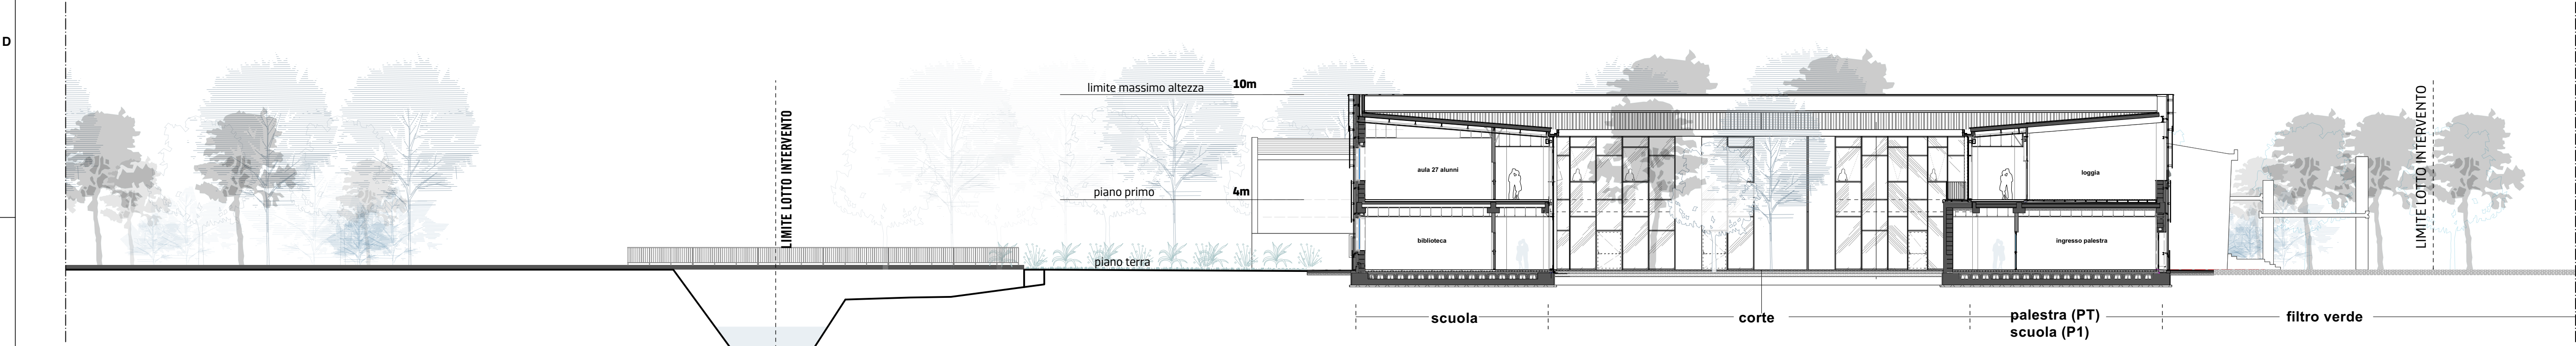 D
LIMITE LOTTO INTERVENTO
limite massimo altezza 10m
piano primo 4m
piano terra
aula 27 alunni
biblioteca
loggia
ingresso palestra
LIMITE LOTTO INTERVENTO
scuola
corte
palestra (PT)
scuola (P1)
filtro verde